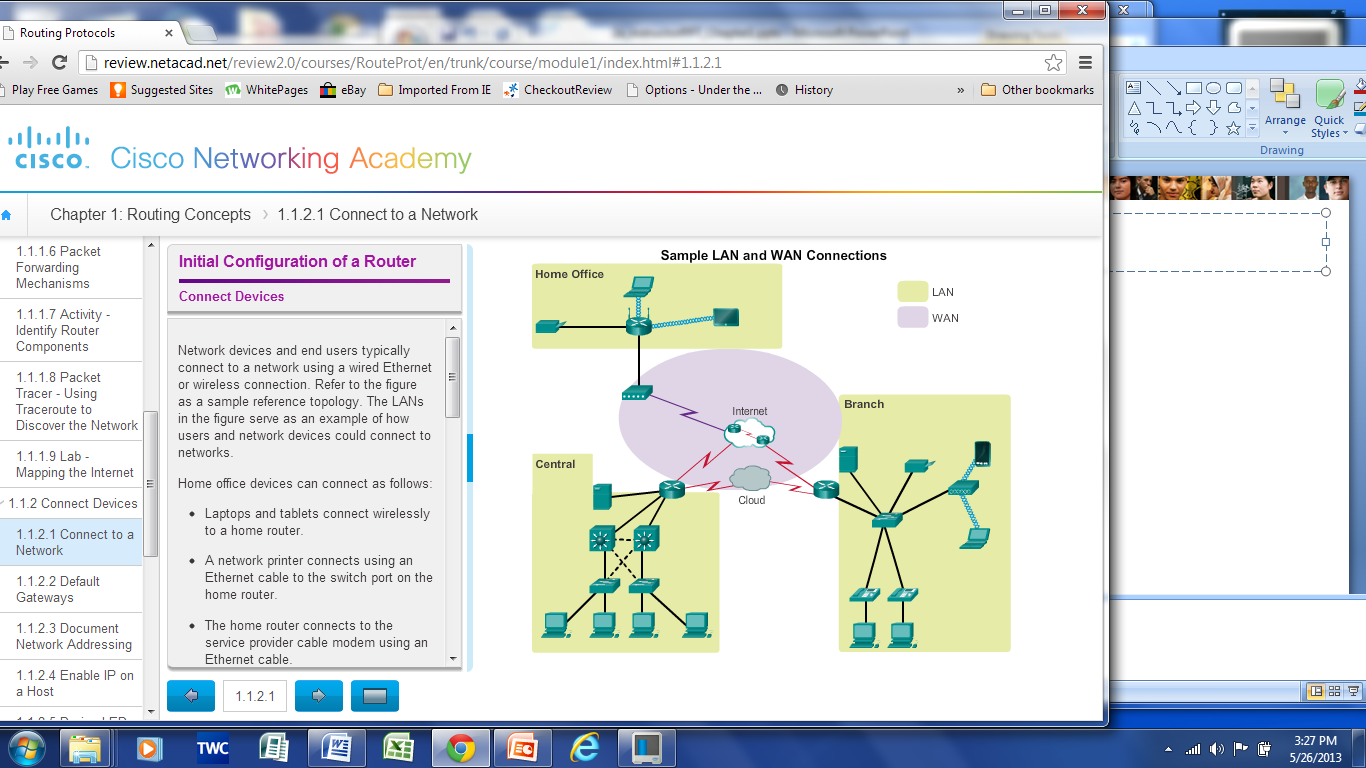 Routing Protocols
review.netacad.net/review2.0/courses/RouteProt/en/trunk/course/module1/index.html#1.1.2.1
Play Free Games Suggested Sites WhitePages eBay Imported From IE CheckoutReview Options - Under the ... History » Other bookmarks
CISCO. Cisco Networking Academy
Chapter 1: Routing Concepts > 1.1.2.1 Connect to a Network
1.1.1.6 Packet
Forwarding
Mechanisms
1.1.1.7 Activity -
Identify Router
Components
1.1.1.8 Packet
Tracer - Using
Traceroute to
Discover the Network
1.1.1.9 Lab -
Mapping the Internet
1.1.2 Connect Devices
1.1.2.1 Connect to a
Network
1.1.2.2 Default
Gateways
1.1.2.3 Document
Network Addressing
1.1.2.4 Enable IP on
a Host
Initial Configuration of a Router
Connect Devices
Network devices and end users typically
connect to a network using a wired Ethernet
or wireless connection. Refer to the figure
as a sample reference topology. The LANs
in the figure serve as an example of how
users and network devices could connect to
networks.
Home office devices can connect as follows:
• Laptops and tablets connect wirelessly
to a home router.
• A network printer connects using an
Ethernet cable to the switch port on the
home router.
• The home router connects to the
service provider cable modem using an
Ethernet cable.
1.1.2.1
Sample LAN and WAN Connections
Home Office
LAN
WAN
Internet
Branch
Central
Cloud
Arrange
Quick
Styles
Drawing
TWC
3:27 PM
5/26/2013